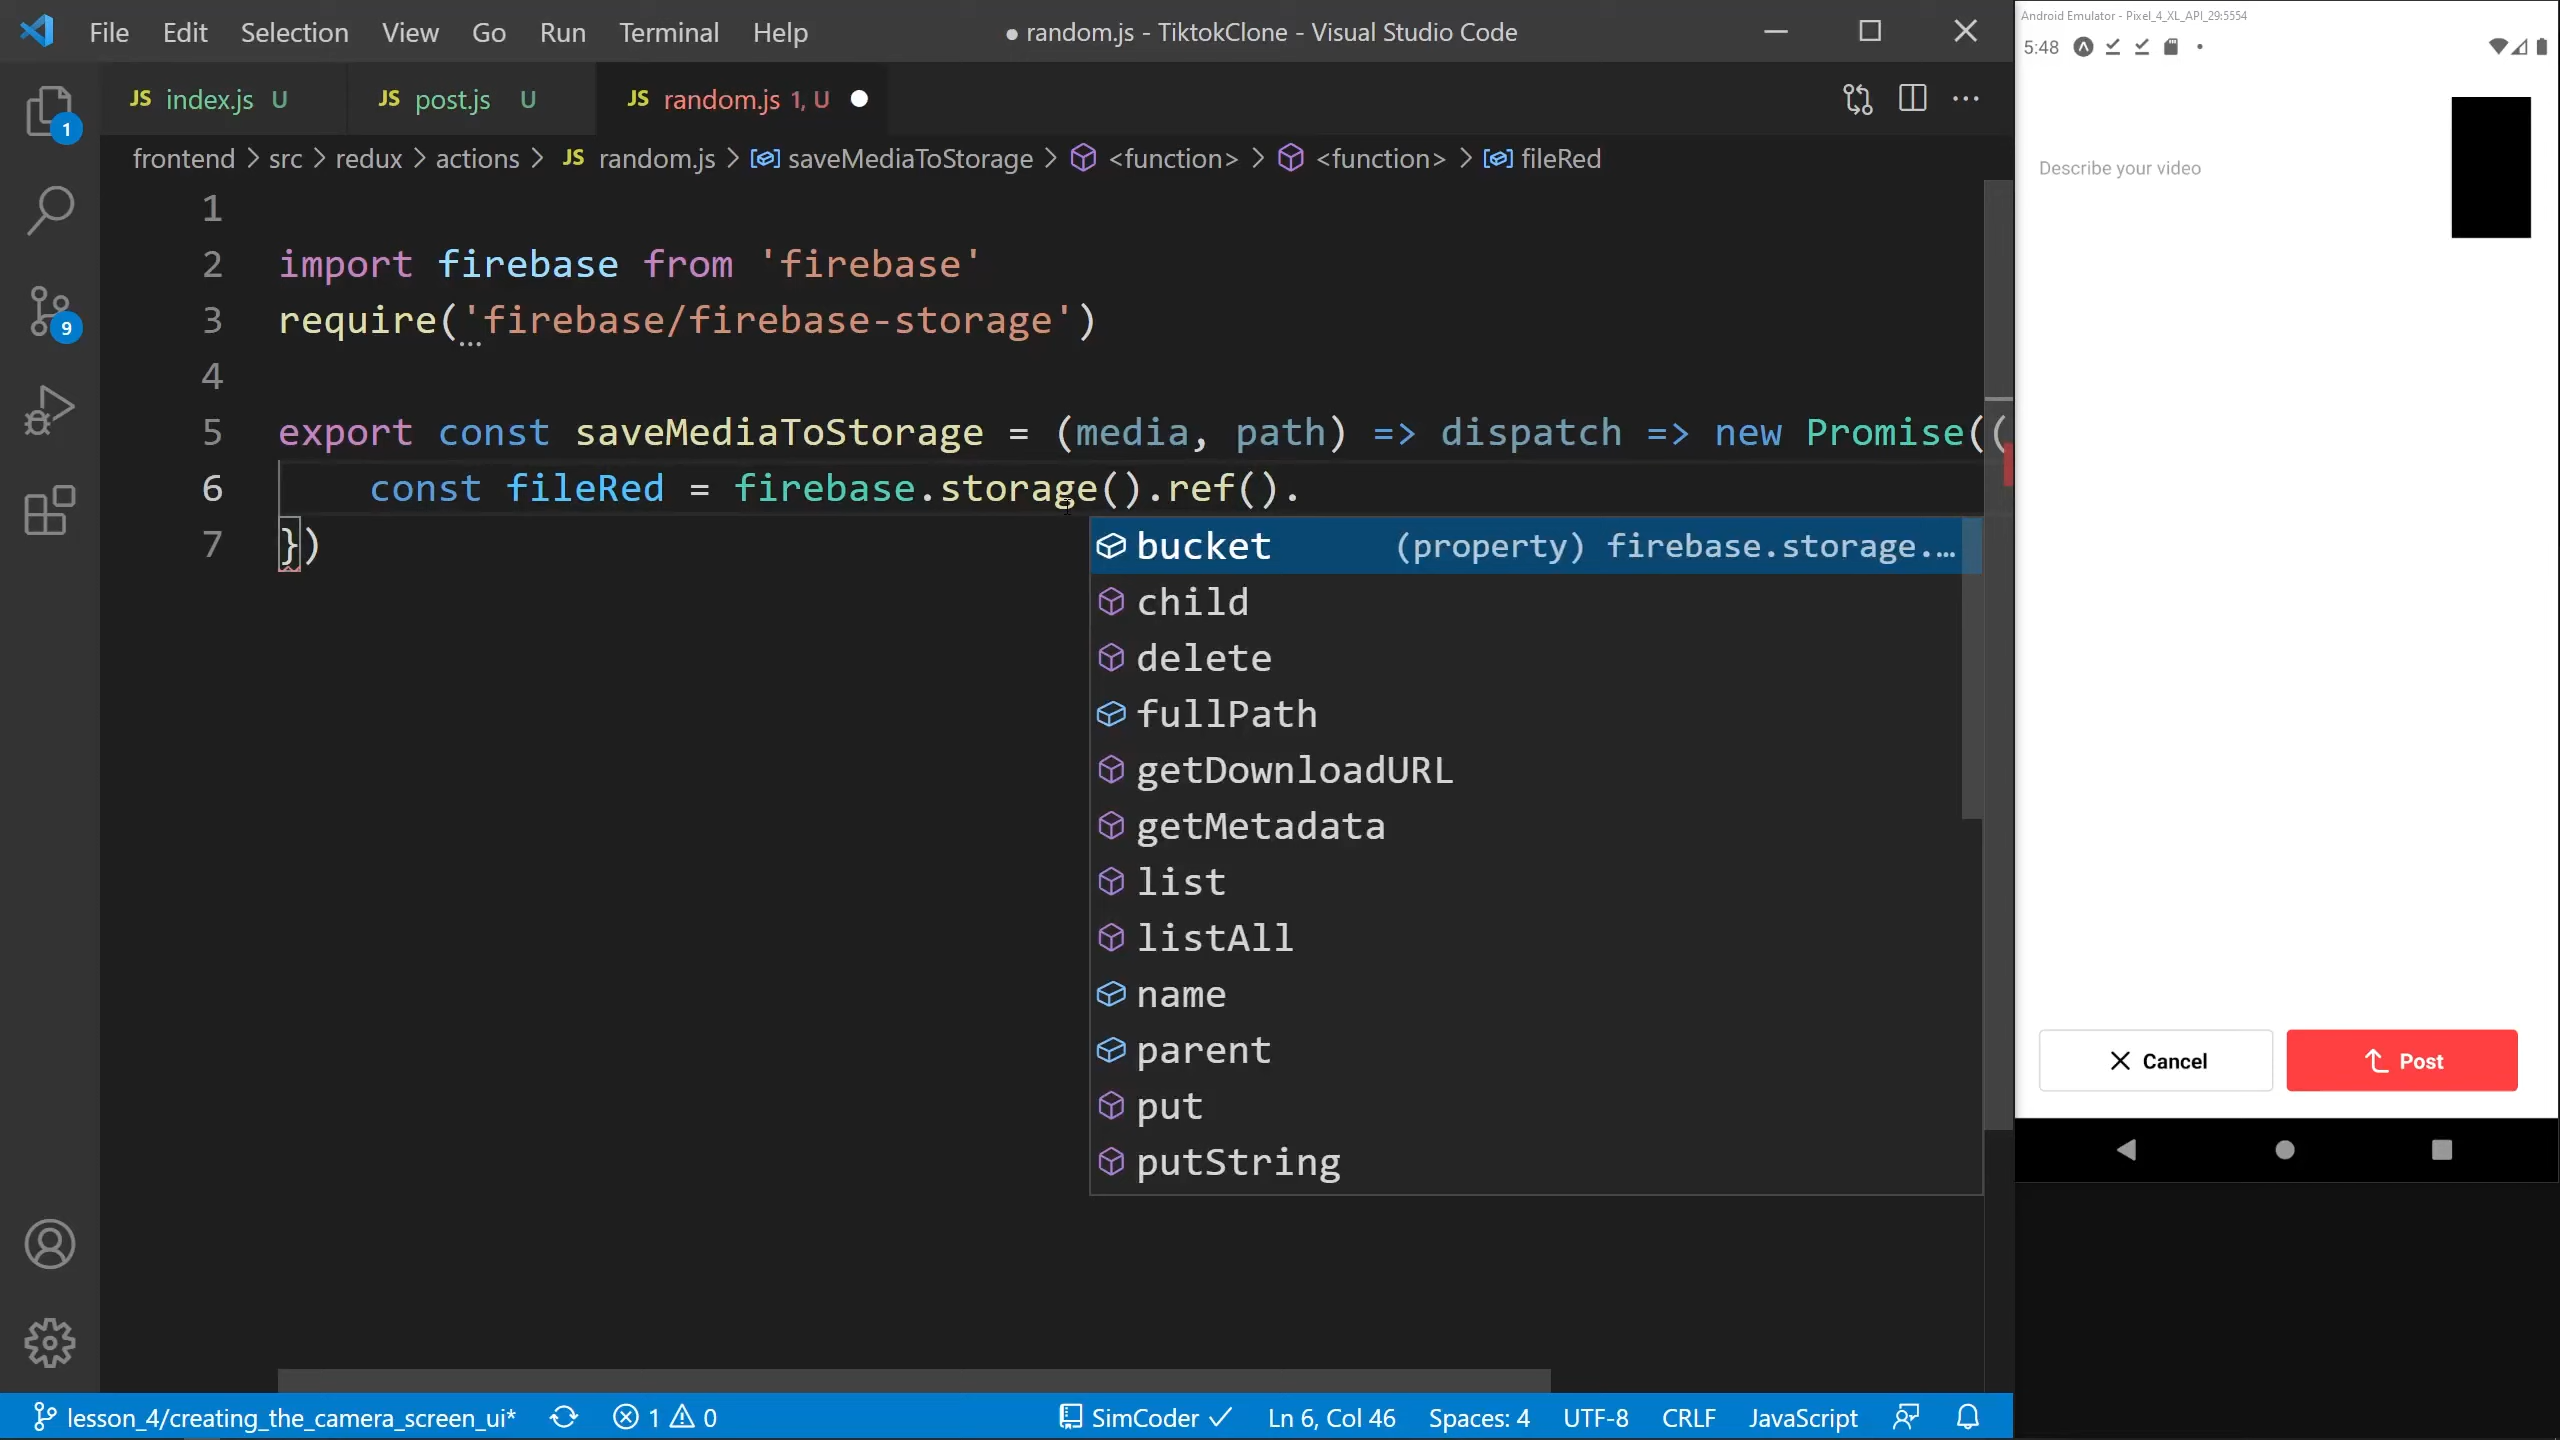 File Edit Selection View Go Run Terminal Help
● random.js - TiktokClone - Visual Studio Code
JS index.js U
JS post.js U
JS random.js 1, U
frontend > src > redux > actions > JS random.js > saveMediaToStorage > <function> > <function> > fileRed
1
2 import firebase from 'firebase'
3 require('firebase/firebase-storage')
4
5 export const saveMediaToStorage = (media, path) => dispatch => new Promise((
6 const fileRed = firebase.storage().ref().
7 })
bucket (property) firebase.storage.…
child
delete
fullPath
getDownloadURL
getMetadata
list
listAll
name
parent
put
putString
1
9
lesson_4/creating_the_camera_screen_ui* 1 0
SimCoder Ln 6, Col 46 Spaces: 4 UTF-8 CRLF JavaScript
Android Emulator - Pixel_4_XL_API_29:5554
5:48
Describe your video
Cancel
Post